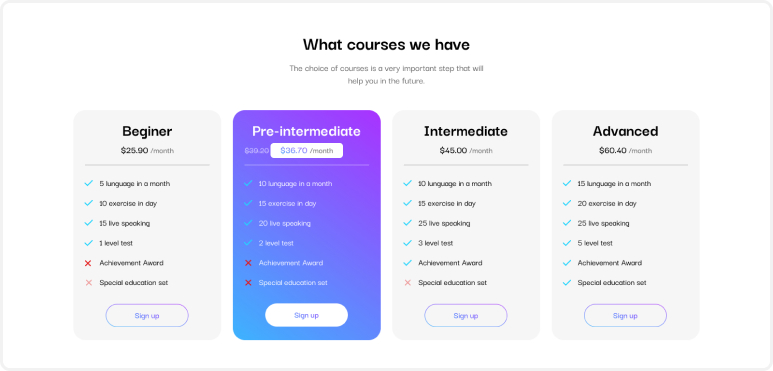 What courses we have
The choice of courses is a very important step that will
help you in the future.
Beginer
$25.90 /month
5 lunguage in a month
10 exercise in day
15 live speaking
1 level test
Achievement Award
Special education set
Sign up
Pre-intermediate
$39.20 $36.70 /month
10 lunguage in a month
15 exercise in day
20 live speaking
2 level test
Achievement Award
Special education set
Sign up
Intermediate
$45.00 /month
10 lunguage in a month
15 exercise in day
25 live speaking
3 level test
Achievement Award
Special education set
Sign up
Advanced
$60.40 /month
15 lunguage in a month
20 exercise in day
25 live speaking
5 level test
Achievement Award
Special education set
Sign up